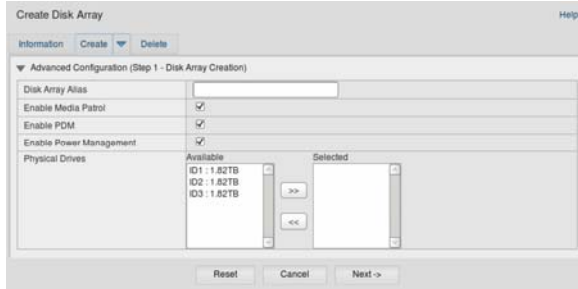 Create Disk Array
Help
Information Create Delete
Advanced Configuration (Step 1 - Disk Array Creation)
Disk Array Alias
Enable Media Patrol
Enable PDM
Enable Power Management
Physical Drives
Available Selected
ID1 : 1.82TB
ID2 : 1.82TB
ID3 : 1.82TB
>>
<<
Reset Cancel Next ->